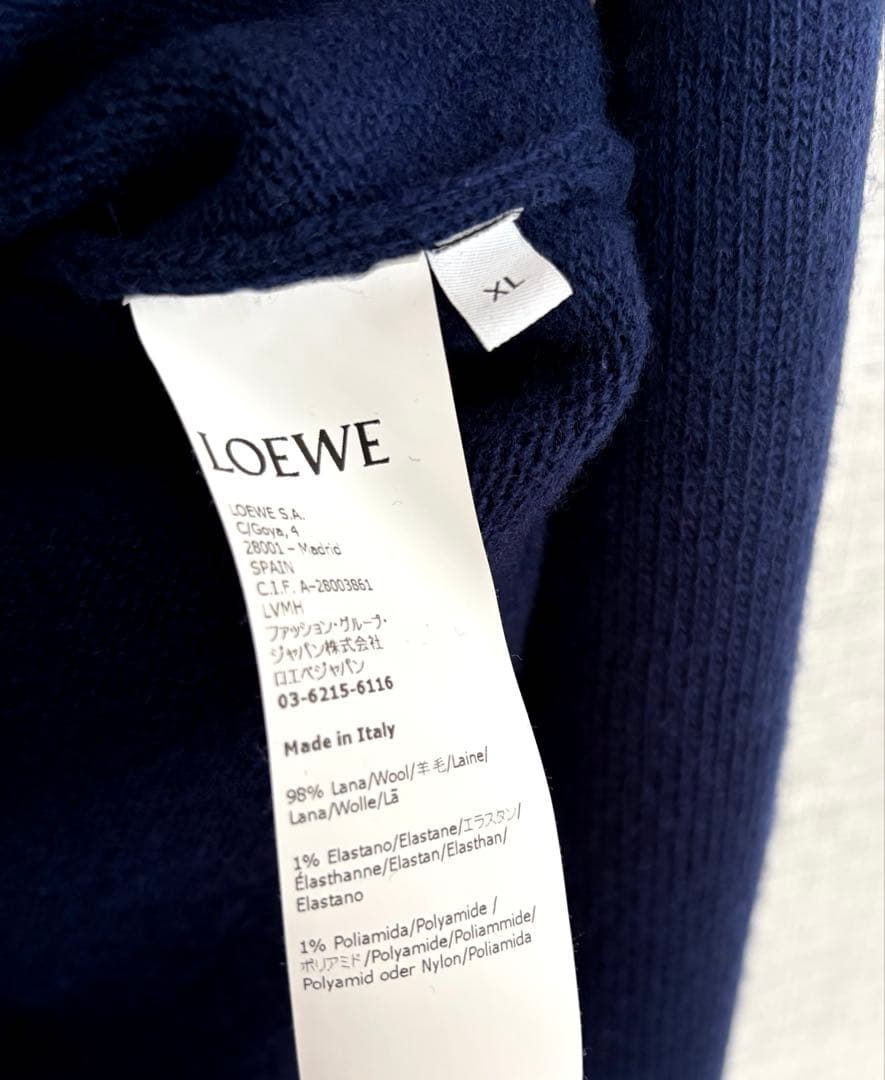 XL
LOEWE
LOEWE S.A.
C/Goya, 4
28001 - Madrid
SPAIN
C.I.F. A-28003861
LVMH
ファッション・グループ・
ジャパン株式会社
ロエベジャパン
03-6215-6116
Made in Italy
98% Lana/Wool/羊毛/Laine/
Lana/Wolle/Lã
1% Elastano/Elastane/エラスタン/
Élasthanne/Elastan/Elasthan/
Elastano
1% Poliamida/Polyamide /
ポリアミド/Polyamide/Poliammide/
Polyamid oder Nylon/Poliamida